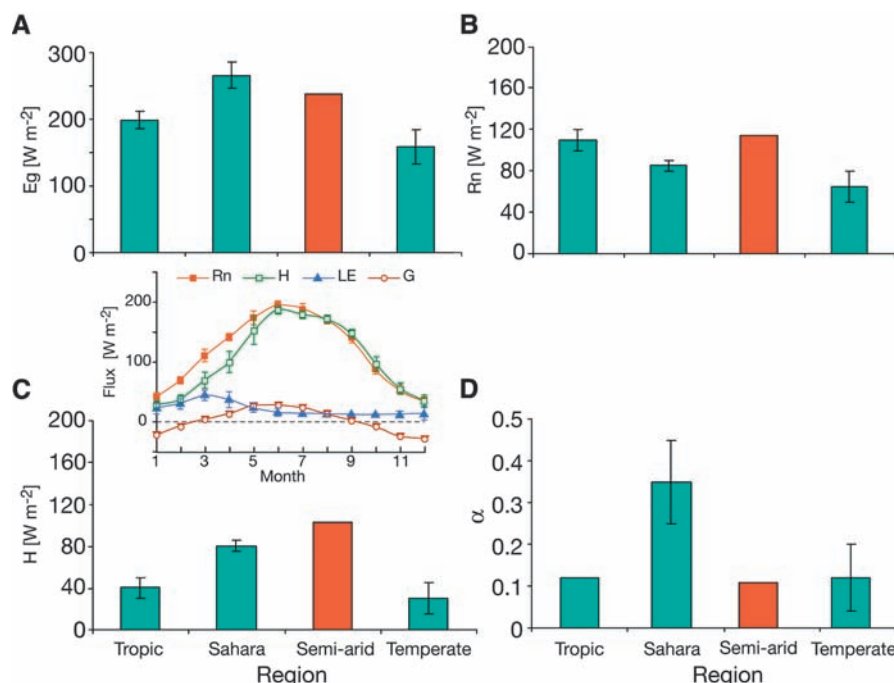 A
Eg [W m-2]
300
200
150
0
B
Rn [W m-2]
200
160
120
80
40
0
Rn H LE G
Flux [W m-2]
200
100
0
1 3 5 7 9 11
Month
C
H [W m-2]
200
160
120
80
40
0
Tropic Sahara Semi-arid Temperate
Region
D
α
0.5
0.4
0.3
0.2
0.1
0
Tropic Sahara Semi-arid Temperate
Region